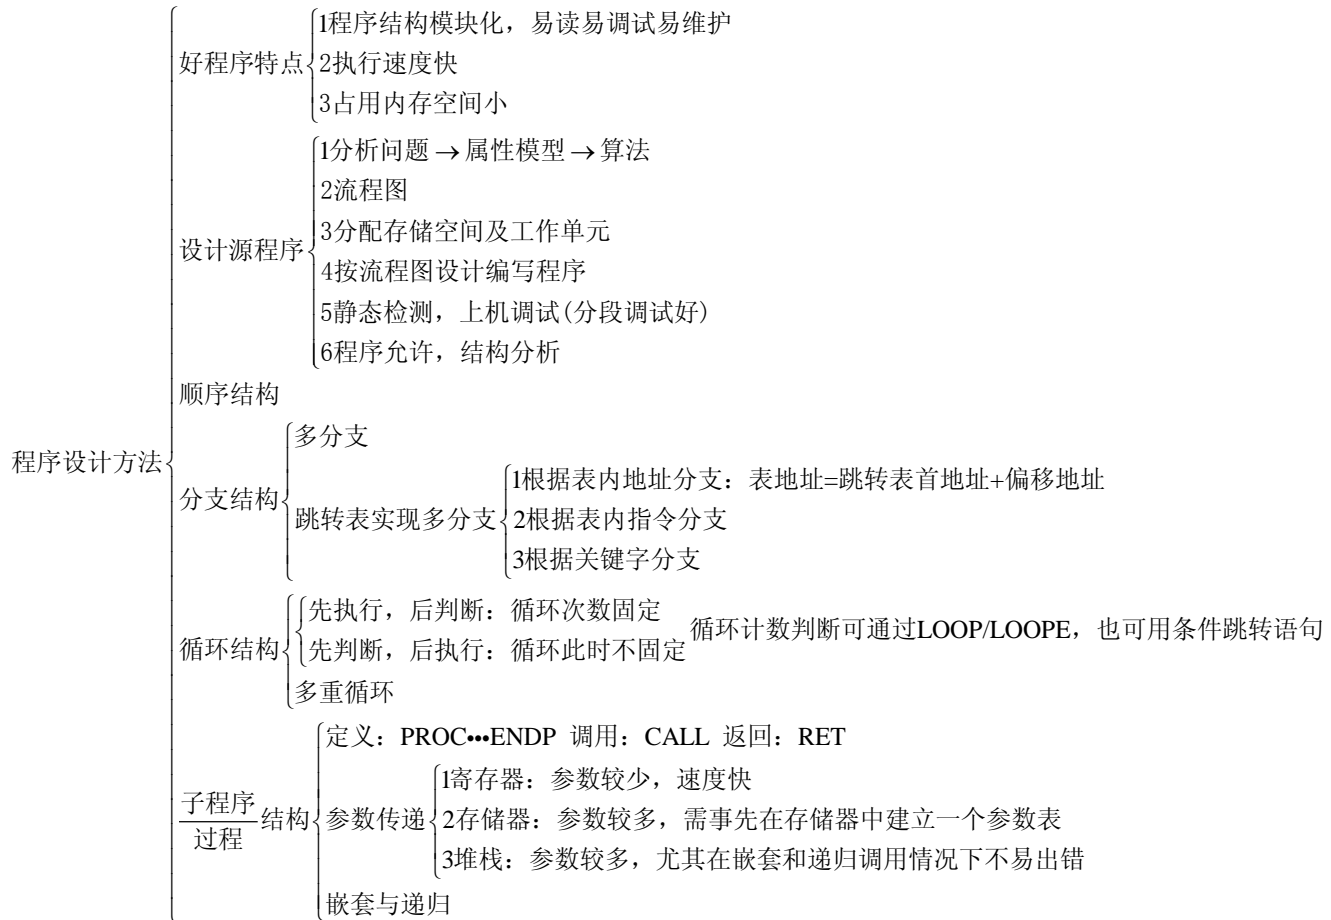 1程序结构模块化，易读易调试易维护
好程序特点
2执行速度快
3占用内存空间小
1分析问题→属性模型→算法
2流程图
3分配存储空间及工作单元
设计源程序
4按流程图设计编写程序
5静态检测，上机调试(分段调试好)
6程序允许，结构分析
顺序结构
程序设计方法
多分支
分支结构
跳转表实现多分支
1根据表内地址分支：表地址=跳转表首地址+偏移地址
2根据表内指令分支
3根据关键字分支
循环结构
先执行，后判断：循环次数固定
先判断，后执行：循环此时不固定
循环计数判断可通过LOOP/LOOPE，也可用条件跳转语句
多重循环
子程序
过程
结构
定义：PROC•••ENDP 调用：CALL 返回：RET
参数传递
1寄存器：参数较少，速度快
2存储器：参数较多，需事先在存储器中建立一个参数表
3堆栈：参数较多，尤其在嵌套和递归调用情况下不易出错
嵌套与递归